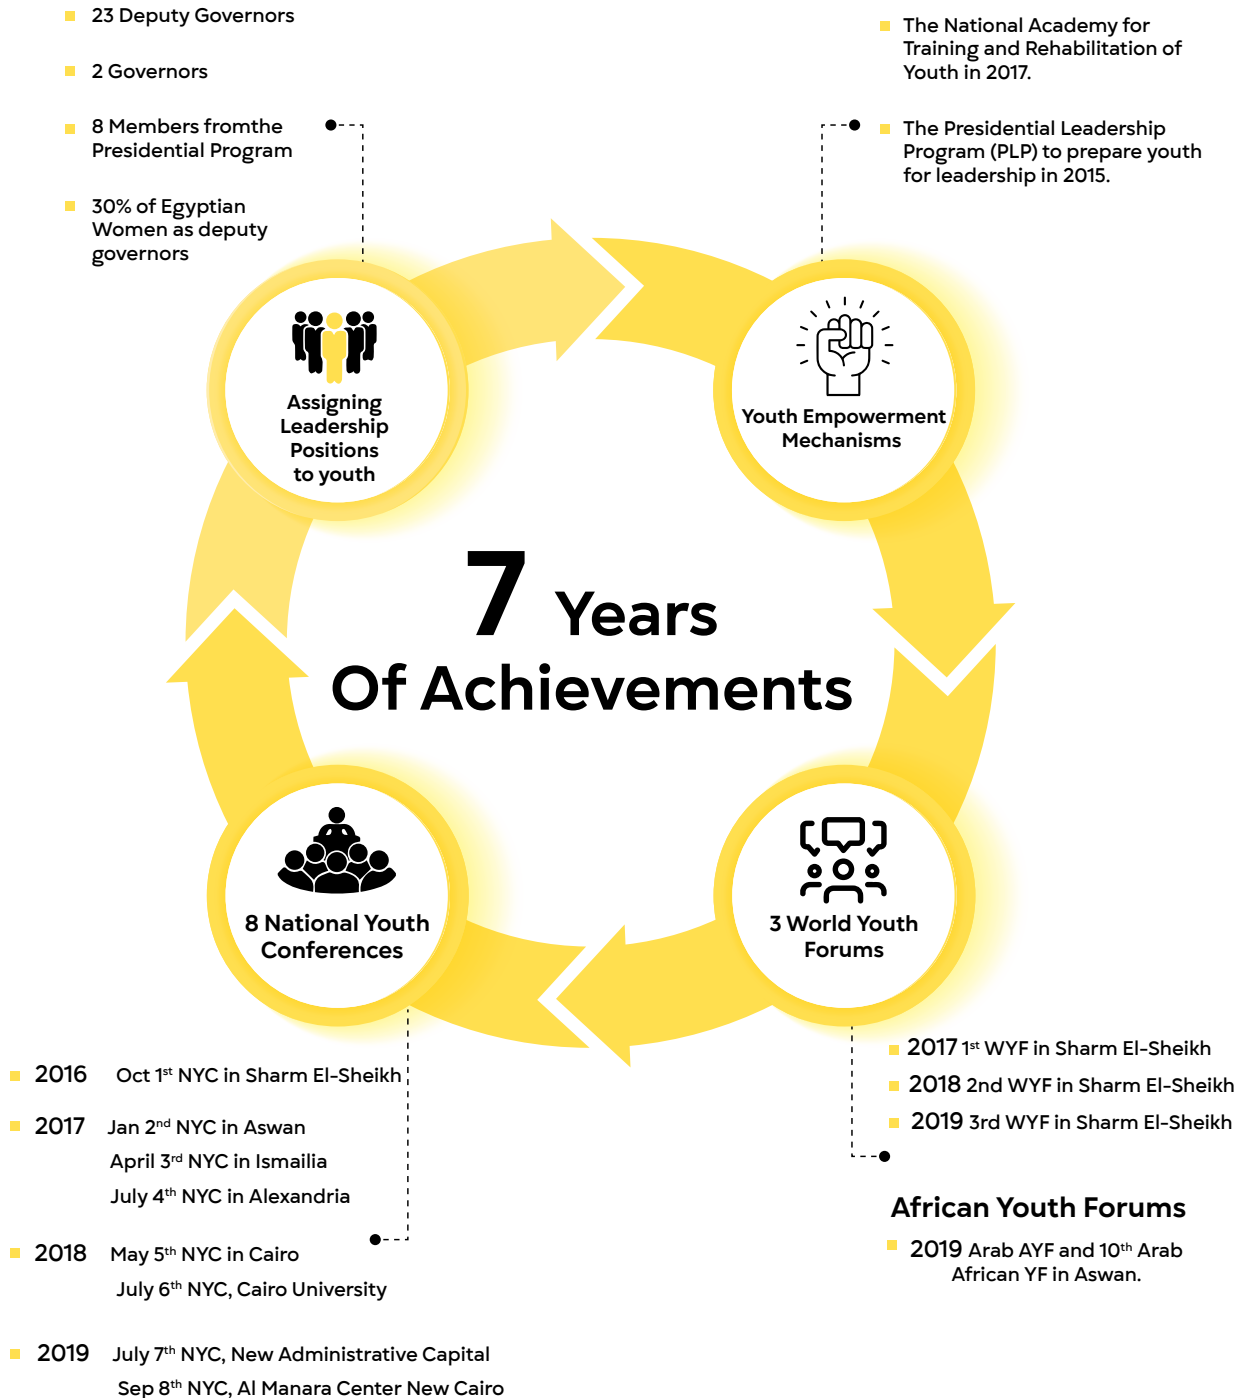 23 Deputy Governors
2 Governors
8 Members fromthe
Presidential Program
30% of Egyptian
Women as deputy
governors
The National Academy for
Training and Rehabilitation of
Youth in 2017.
The Presidential Leadership
Program (PLP) to prepare youth
for leadership in 2015.
Assigning
Leadership
Positions
to youth
Youth Empowerment
Mechanisms
7 Years
Of Achievements
8 National Youth
Conferences
3 World Youth
Forums
2016 Oct 1st NYC in Sharm El-Sheikh
2017 Jan 2nd NYC in Aswan
April 3rd NYC in Ismailia
July 4th NYC in Alexandria
2018 May 5th NYC in Cairo
July 6th NYC, Cairo University
2019 July 7th NYC, New Administrative Capital
Sep 8th NYC, Al Manara Center New Cairo
2017 1st WYF in Sharm El-Sheikh
2018 2nd WYF in Sharm El-Sheikh
2019 3rd WYF in Sharm El-Sheikh
African Youth Forums
2019 Arab AYF and 10th Arab
African YF in Aswan.